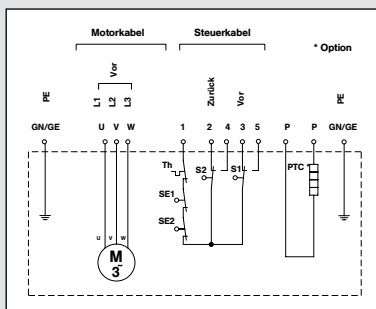 Motorkabel Steuerkabel
* Option
Vor
Zurück Vor
PE L1 L2 L3 PE
GN/GE U V W 1 2 4 3 5 P P GN/GE
Th S2 S1 PTC *
SE1
SE2
U V W
M
3~